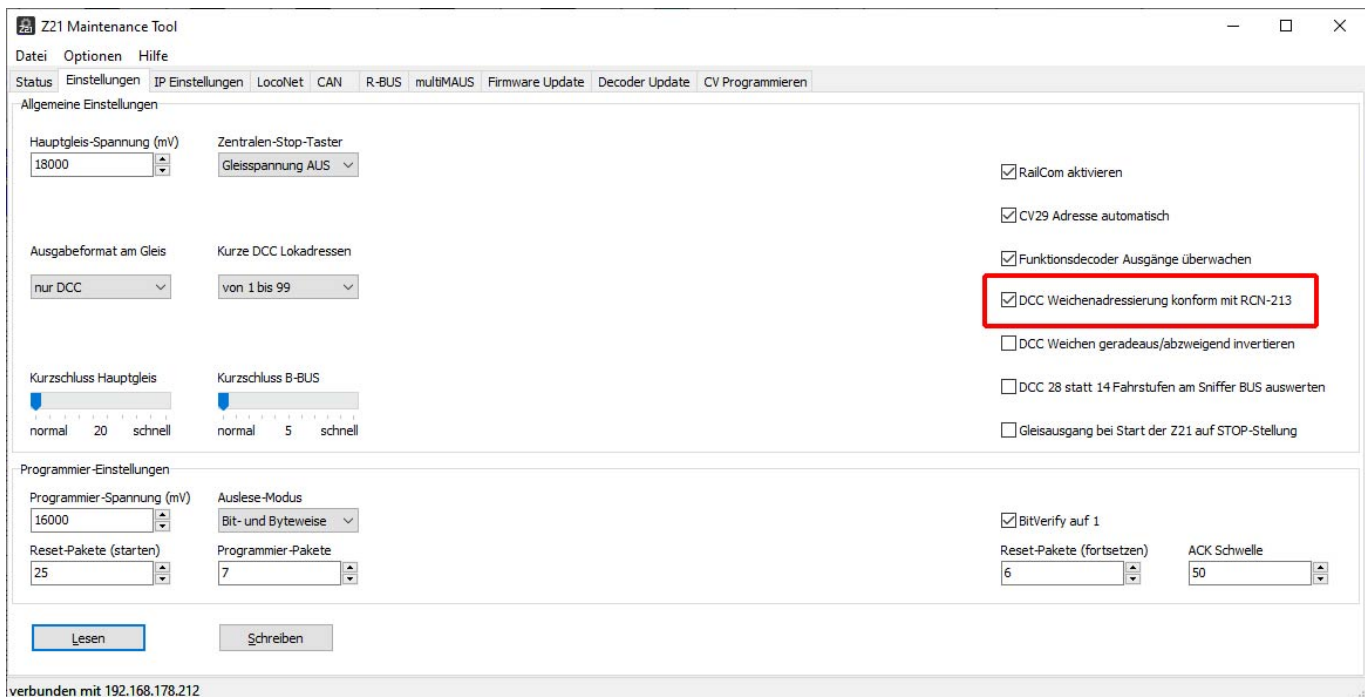 Z21 Maintenance Tool
Datei Optionen Hilfe
Status Einstellungen IP Einstellungen LocoNet CAN R-BUS multiMAUS Firmware Update Decoder Update CV Programmieren
Allgemeine Einstellungen
Hauptgleis-Spannung (mV) Zentralen-Stop-Taster
18000 Gleisspannung AUS
RailCom aktivieren
CV29 Adresse automatisch
Ausgabeformat am Gleis Kurze DCC Lokadressen
Funktionsdecoder Ausgänge überwachen
nur DCC von 1 bis 99
DCC Weichenadressierung konform mit RCN-213
DCC Weichen geradeaus/abzweigend invertieren
Kurzschluss Hauptgleis Kurzschluss B-BUS
DCC 28 statt 14 Fahrstufen am Sniffer BUS auswerten
normal 20 schnell normal 5 schnell
Gleisausgang bei Start der Z21 auf STOP-Stellung
Programmier-Einstellungen
Programmier-Spannung (mV) Auslese-Modus
16000 Bit- und Byteweise BitVerify auf 1
Reset-Pakete (starten) Programmier-Pakete Reset-Pakete (fortsetzen) ACK Schwelle
25 7 6 50
Lesen Schreiben
verbunden mit 192.168.178.212